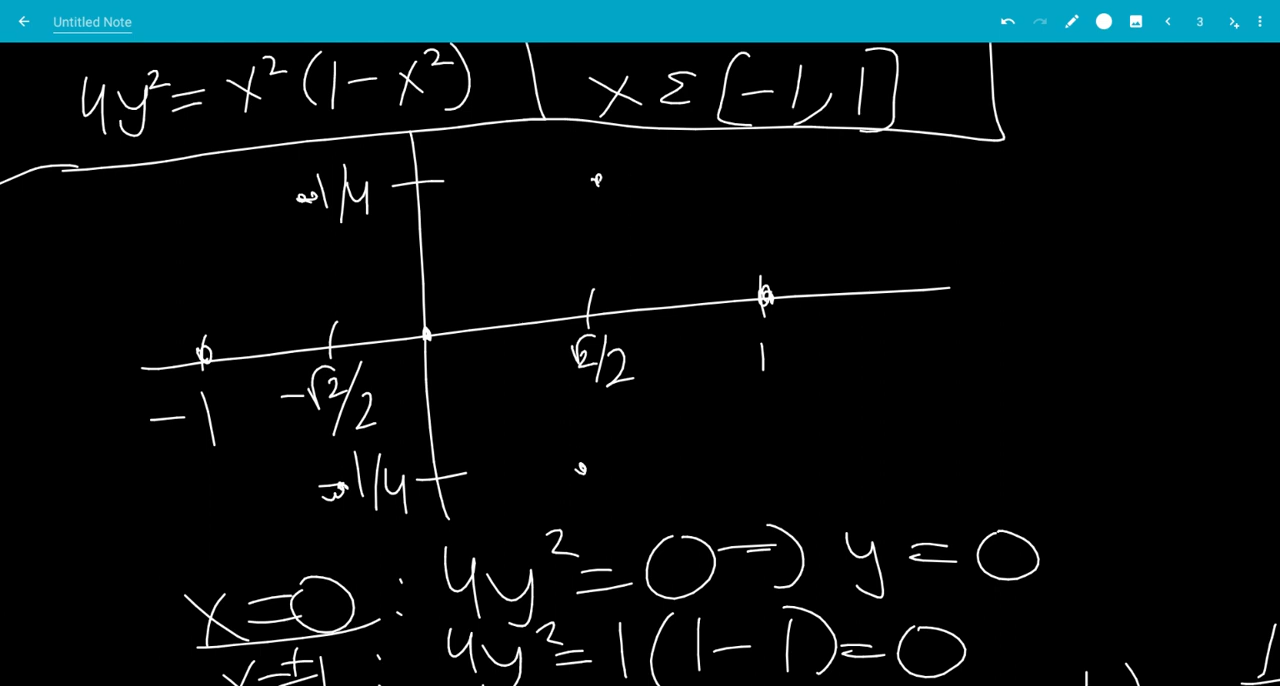 Untitled Note
3
4y² = x²(1-x²) | x ε [-1, 1]
1/4
√2/2
1
-√2/2
-1
-1/4
x=0 : 4y² = 0 => y = 0
x=±1 : 4y² = 1(1-1) = 0